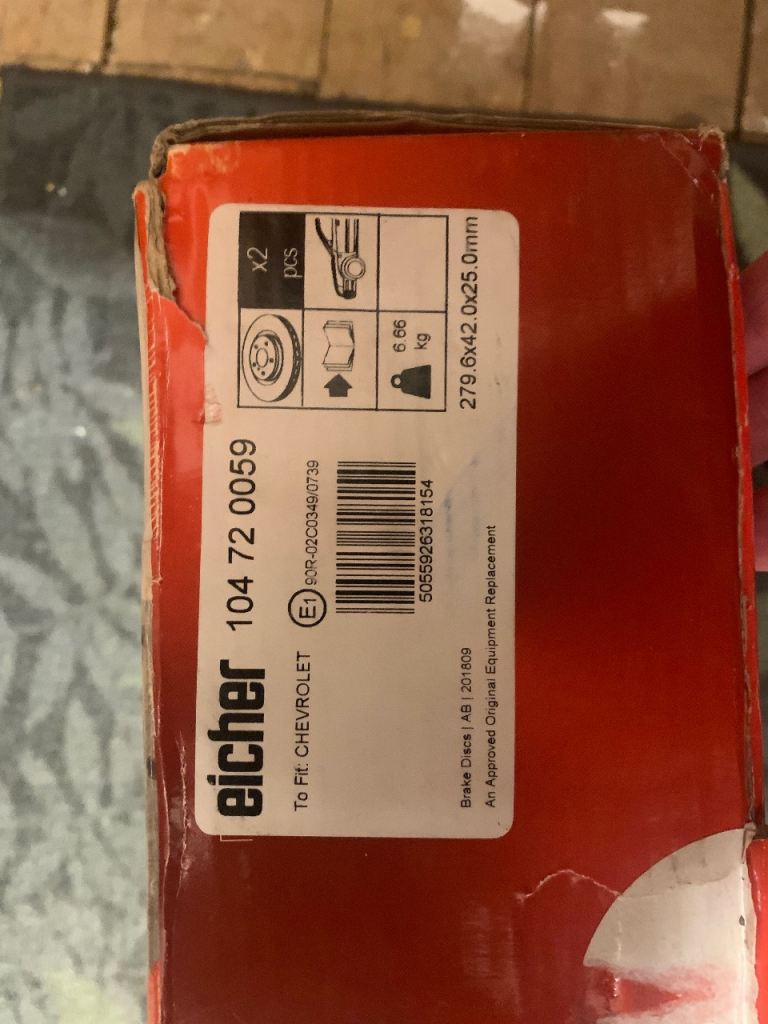 eicher 104 72 0059
To Fit: CHEVROLET
E1 90R-02C0349/0739
5055926318154
Brake Discs | AB | 201809
An Approved Original Equipment Replacement
x2
pcs
6.66
kg
279.6x42.0x25.0mm